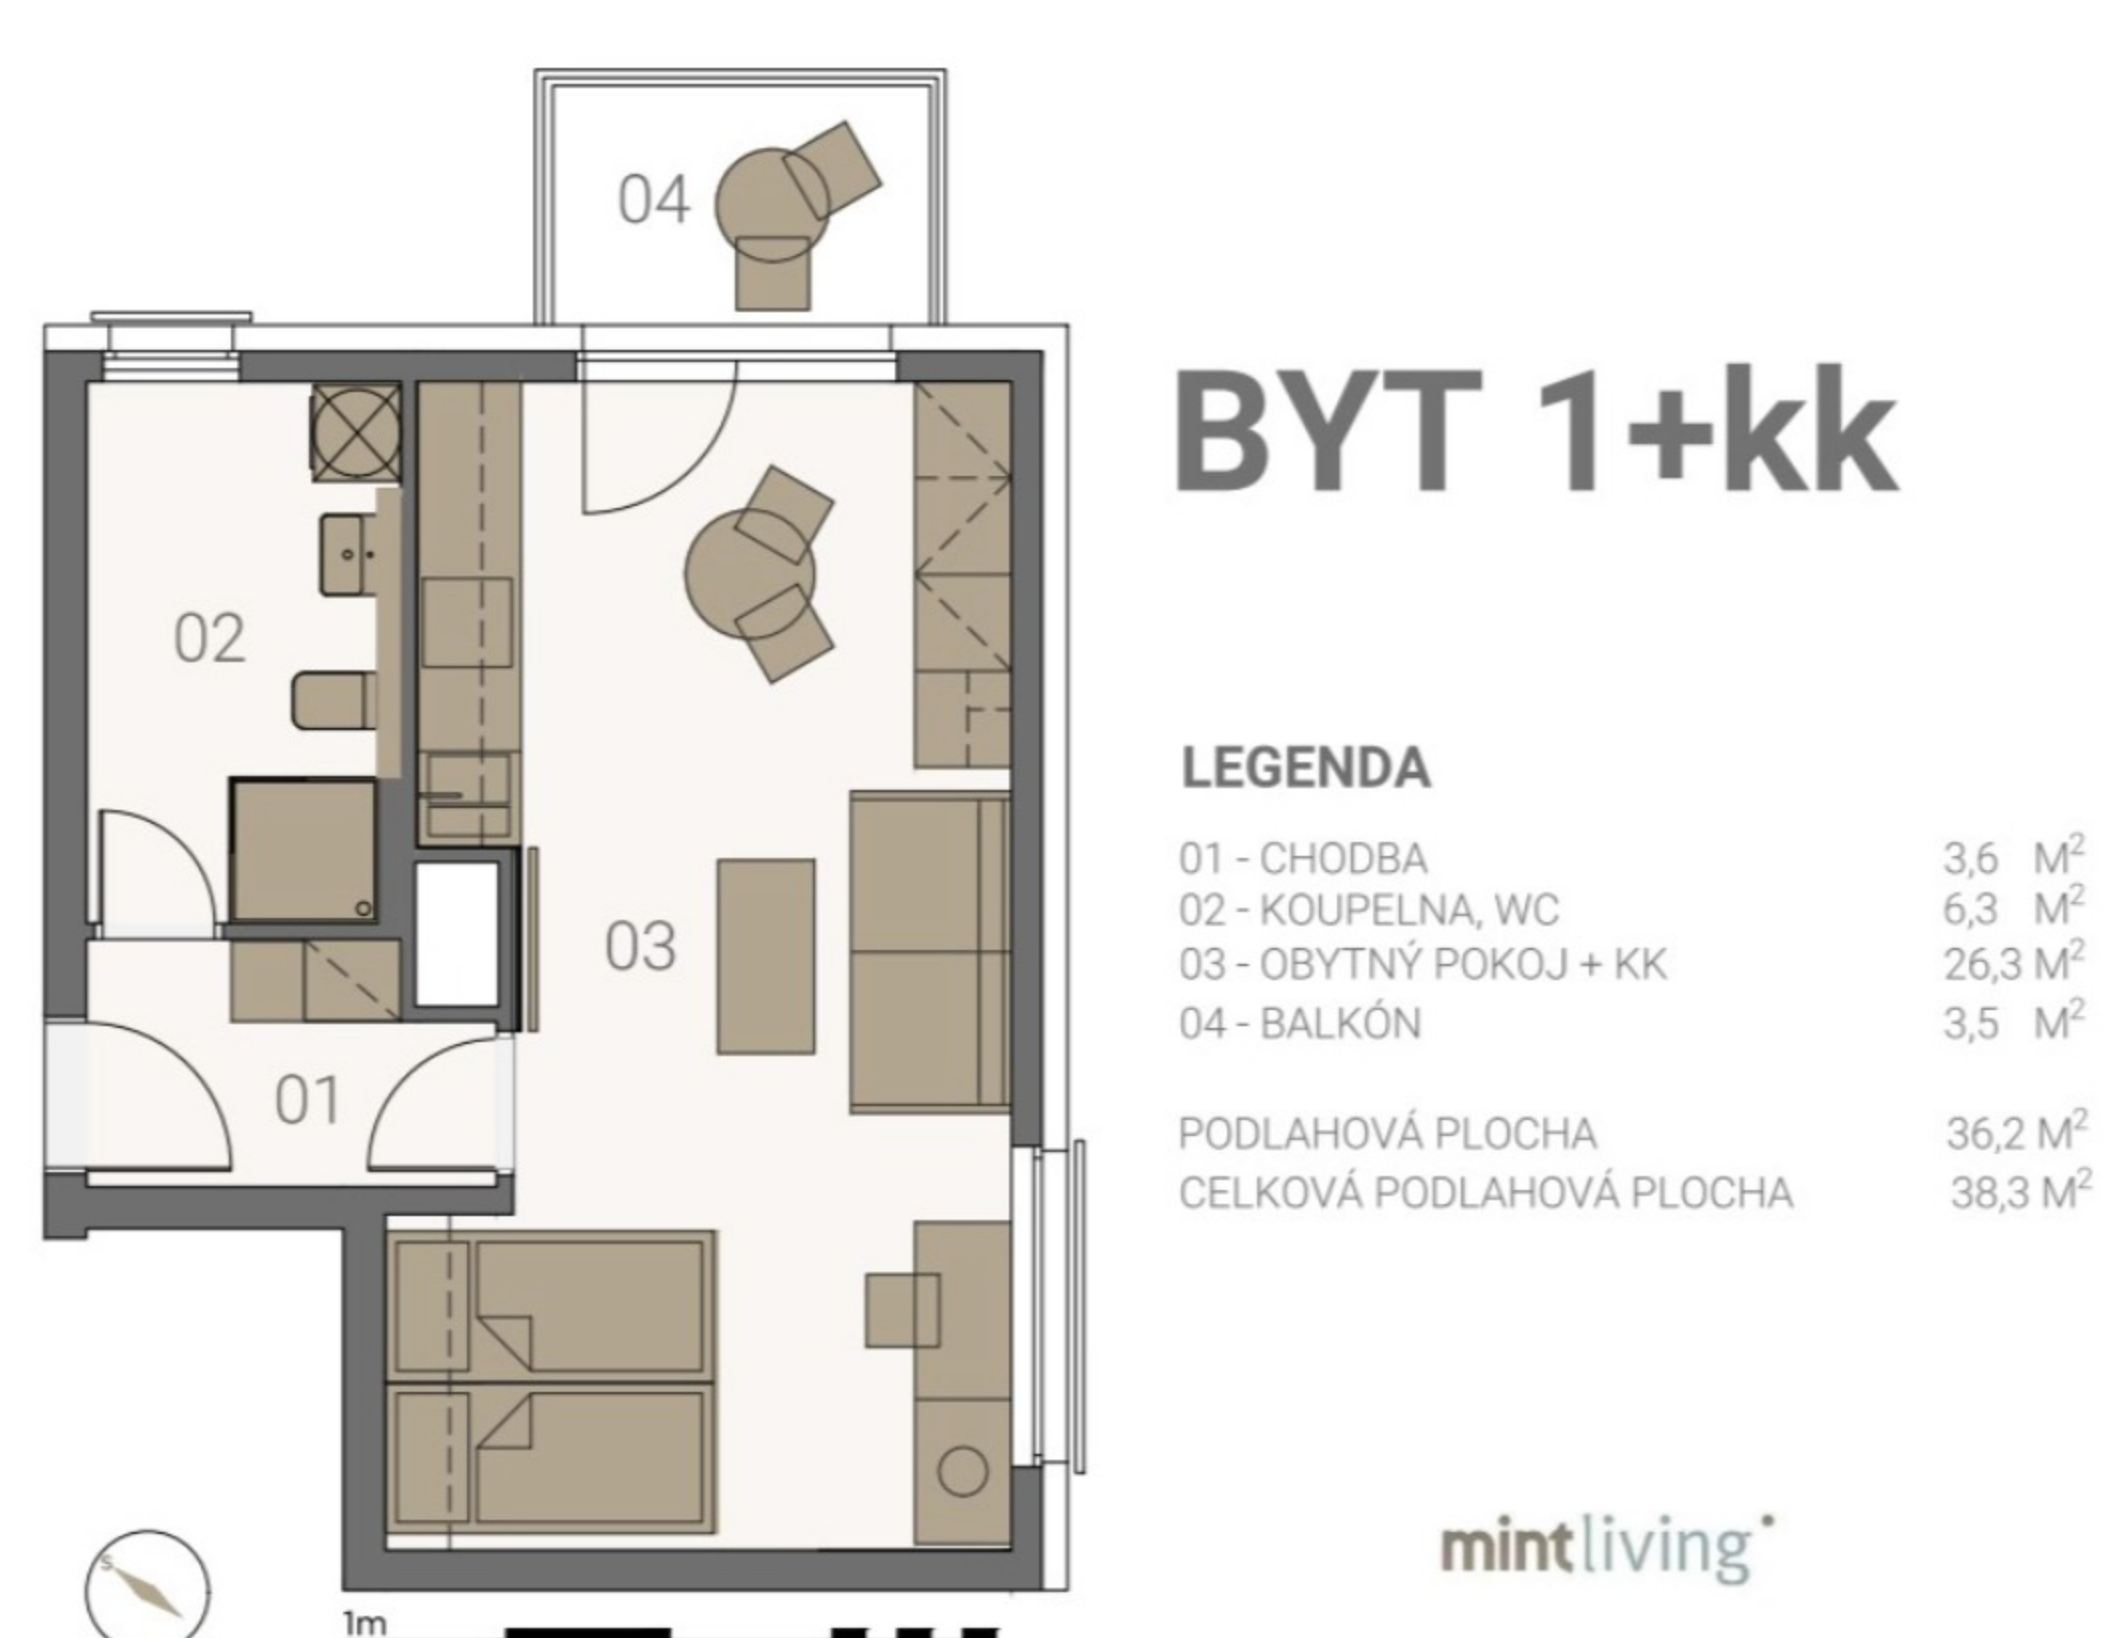 04
BYT 1+kk
02
LEGENDA
01 - CHODBA 3,6 M²
02 - KOUPELNA, WC 6,3 M²
03 - OBYTNÝ POKOJ + KK 26,3 M²
03
04 - BALKÓN 3,5 M²
01
PODLAHOVÁ PLOCHA 36,2 M²
CELKOVÁ PODLAHOVÁ PLOCHA 38,3 M²
mintliving
S
1m